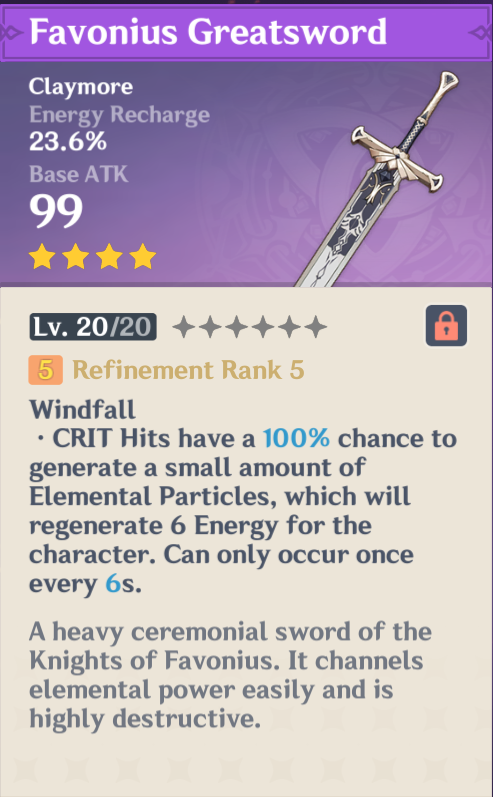 Favonius Greatsword
Claymore
Energy Recharge
23.6%
Base ATK
99
Lv. 20/20
5 Refinement Rank 5
Windfall
· CRIT Hits have a 100% chance to
generate a small amount of
Elemental Particles, which will
regenerate 6 Energy for the
character. Can only occur once
every 6s.
A heavy ceremonial sword of the
Knights of Favonius. It channels
elemental power easily and is
highly destructive.